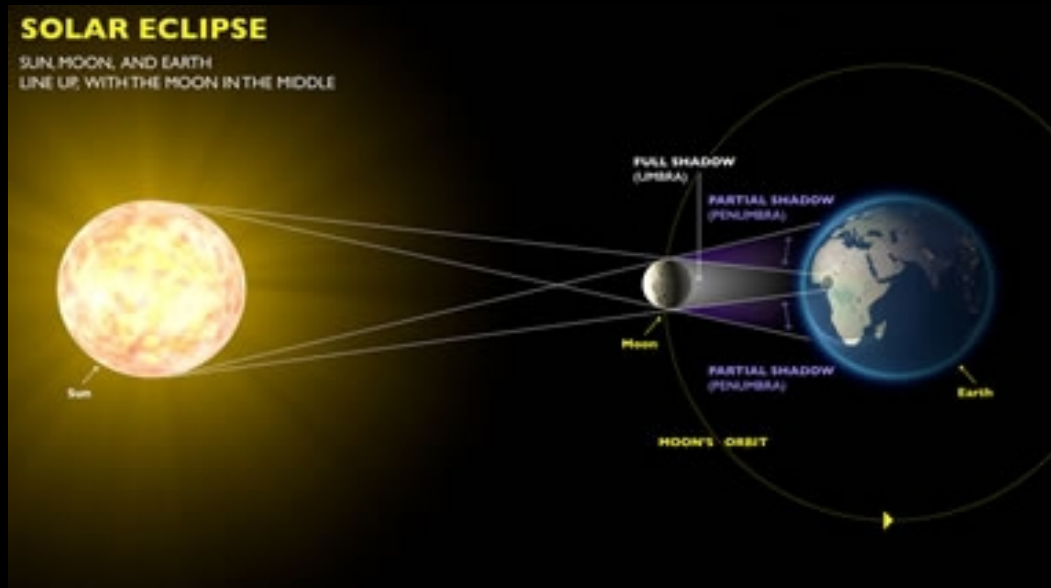 SOLAR ECLIPSE
SUN, MOON, AND EARTH
LINE UP, WITH THE MOON IN THE MIDDLE
FULL SHADOW
(UMBRA)
PARTIAL SHADOW
(PENUMBRA)
Moon
Sun
PARTIAL SHADOW
(PENUMBRA)
Earth
MOON'S ORBIT